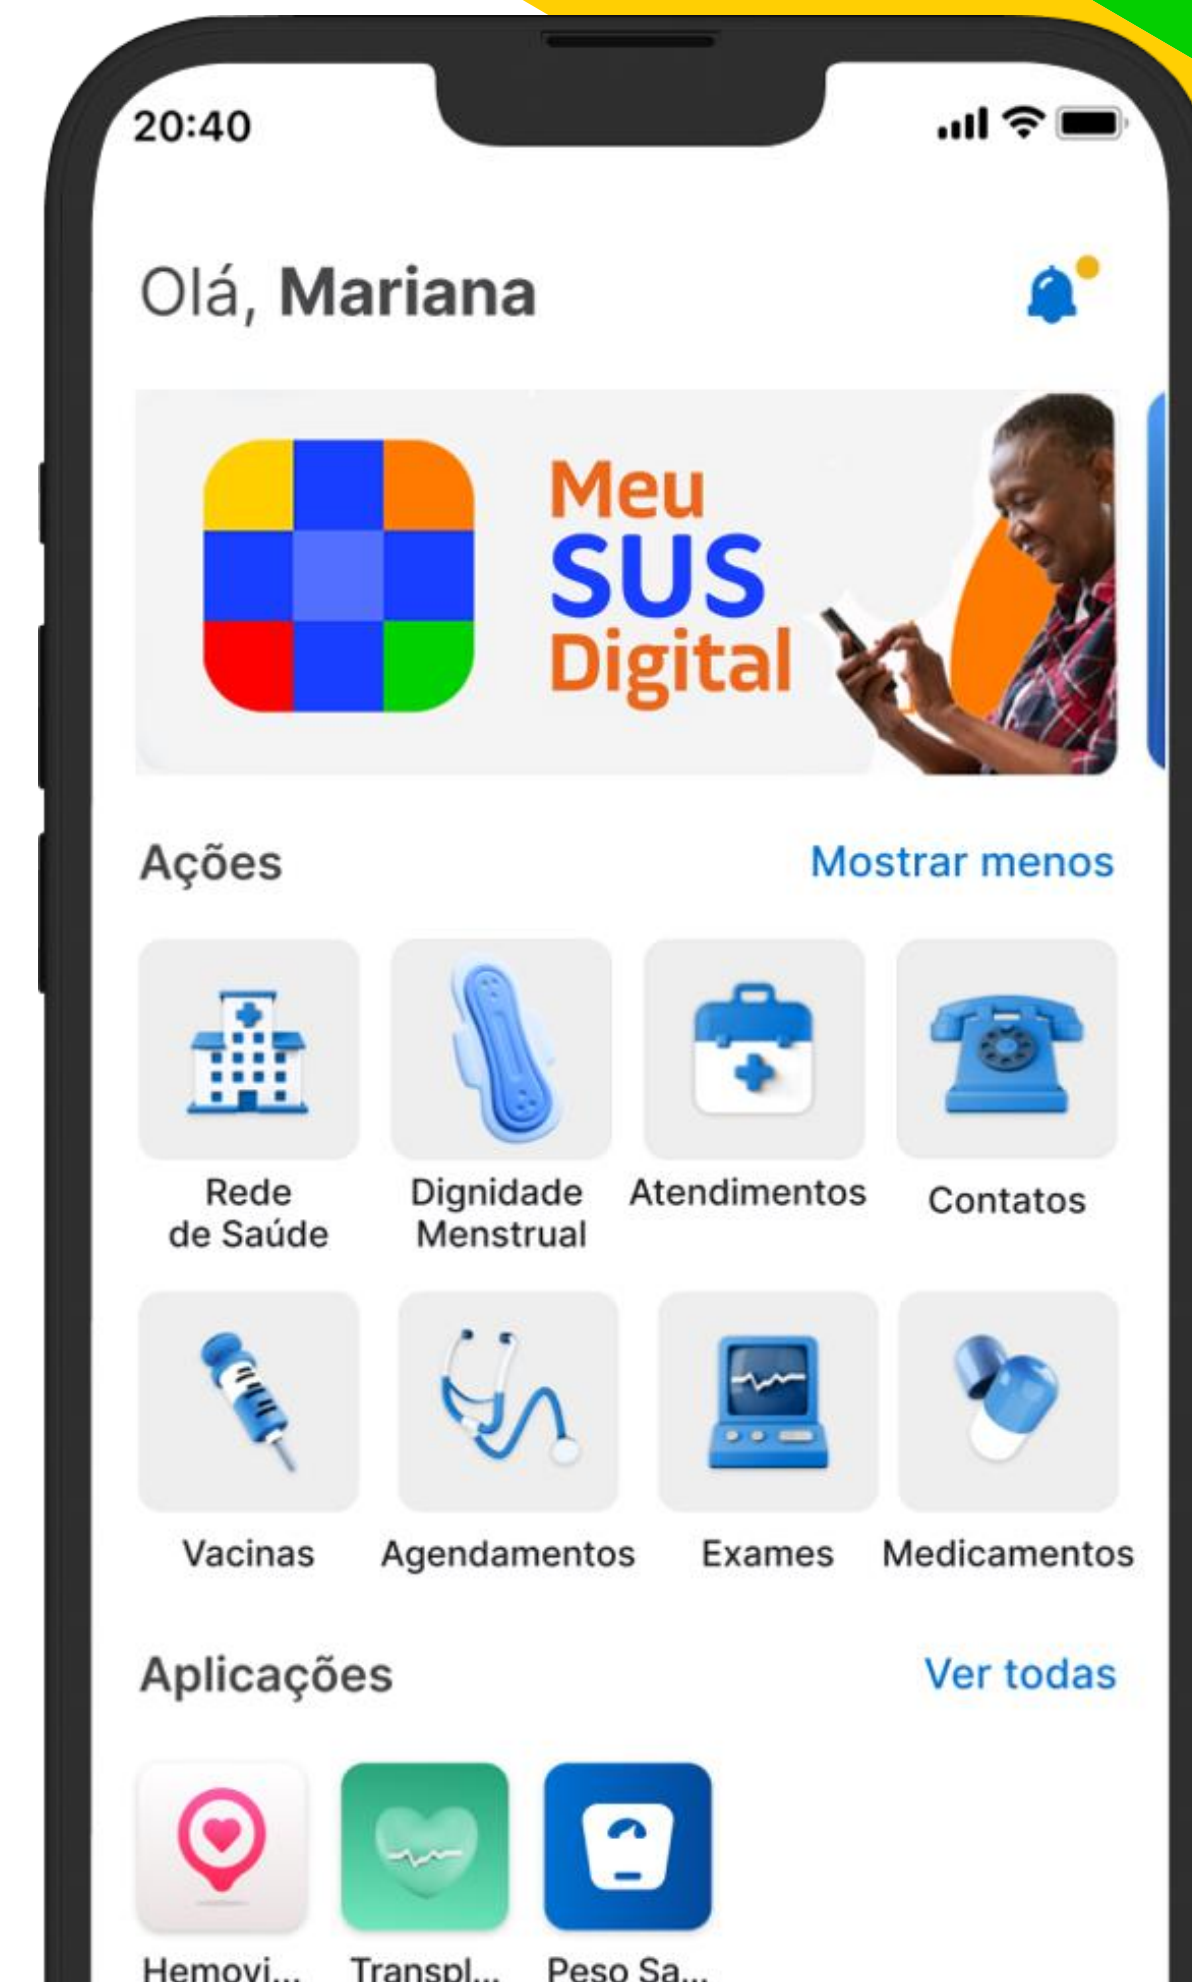 20:40
Olá, Mariana
Meu
SUS
Digital
Ações
Mostrar menos
Rede
de Saúde
Dignidade
Menstrual
Atendimentos
Contatos
Vacinas
Agendamentos
Exames
Medicamentos
Aplicações
Ver todas
Hemovi...
Transpl...
Peso Sa...